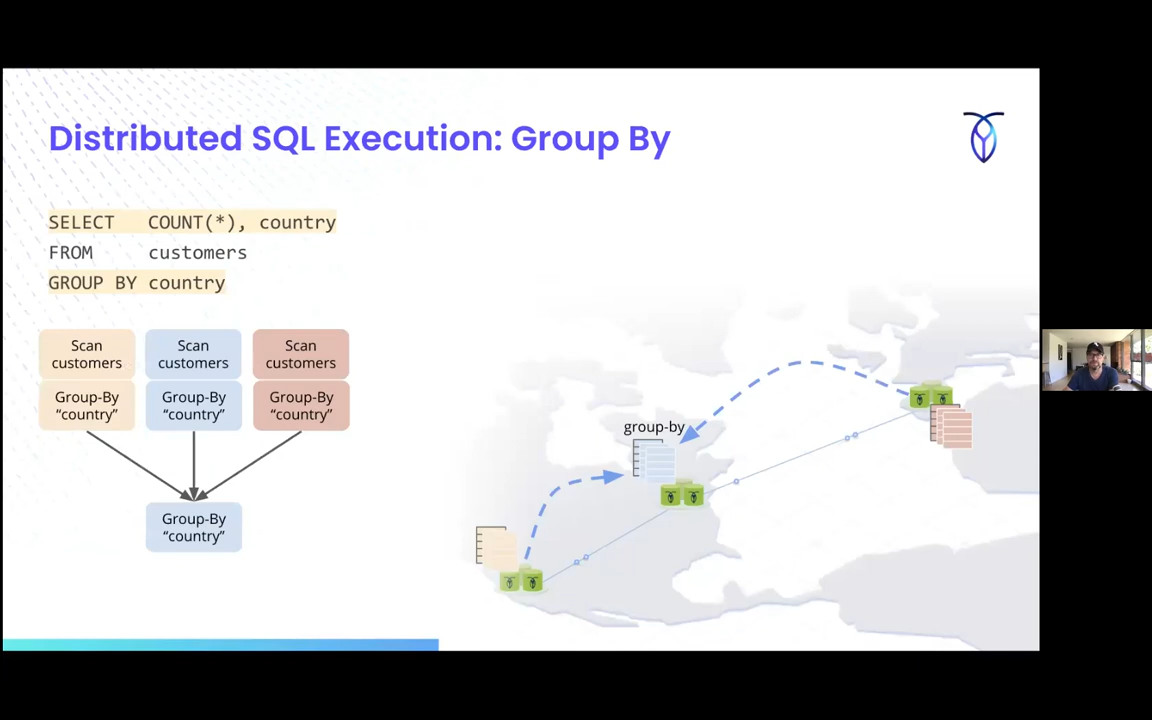 Distributed SQL Execution: Group By
SELECT COUNT(*), country
FROM customers
GROUP BY country
Scan
customers
Scan
customers
Scan
customers
Group-By
“country”
Group-By
“country”
Group-By
“country”
Group-By
“country”
group-by